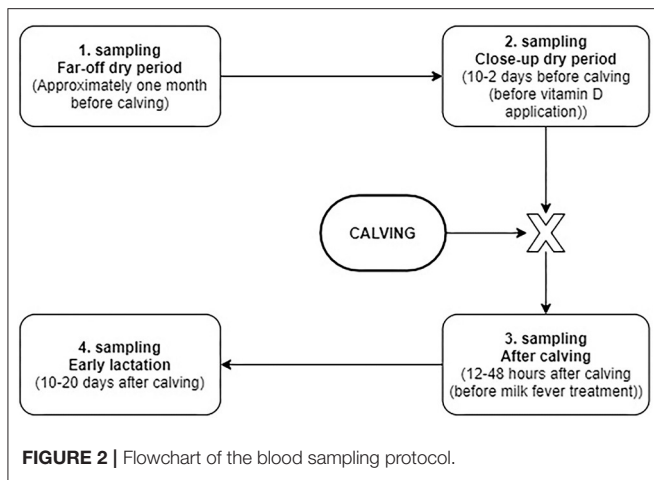 1. sampling
Far-off dry period
(Approximately one month
before calving)
2. sampling
Close-up dry period
(10-2 days before calving
(before vitamin D
application))
CALVING
X
3. sampling
After calving
(12-48 hours after calving
(before milk fever treatment))
4. sampling
Early lactation
(10-20 days after calving)
FIGURE 2 | Flowchart of the blood sampling protocol.